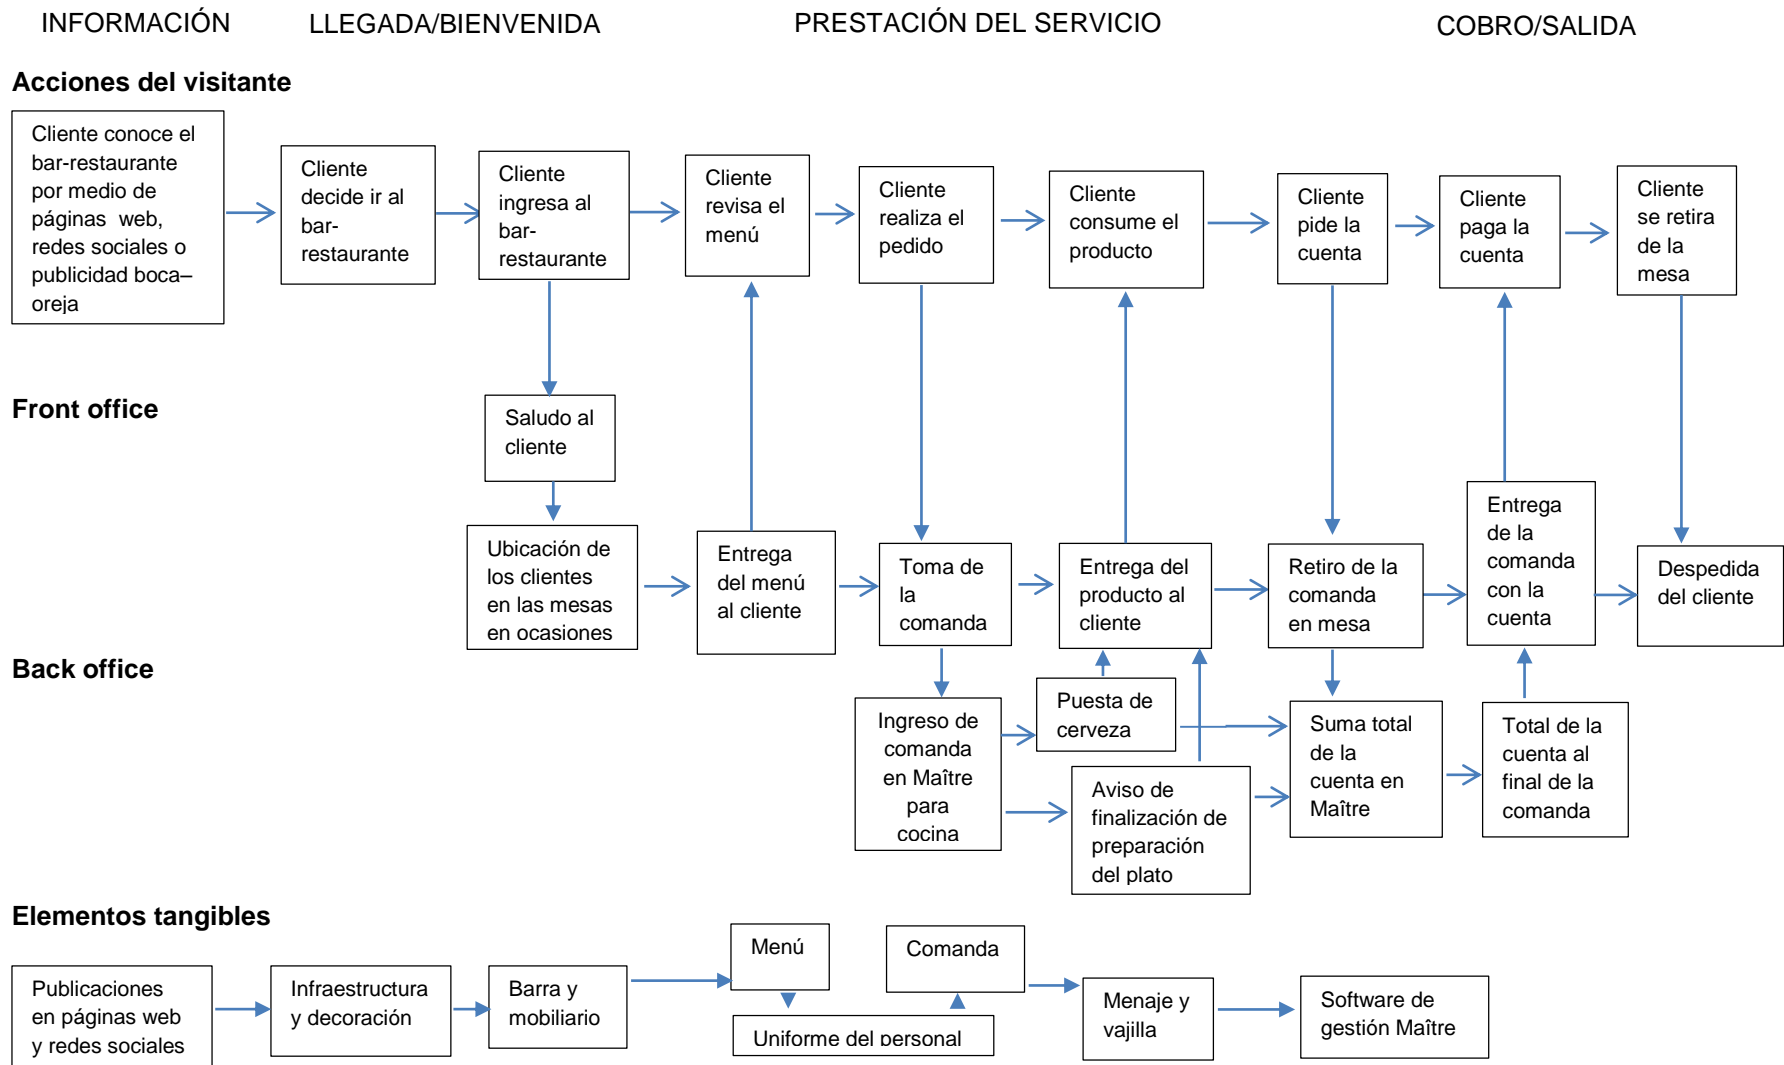 INFORMACIÓN
LLEGADA/BIENVENIDA
PRESTACIÓN DEL SERVICIO
COBRO/SALIDA
Acciones del visitante
Cliente conoce el
bar-restaurante
por medio de
páginas web,
redes sociales o
publicidad boca–
oreja
Cliente
decide ir al
bar-
restaurante
Cliente
ingresa al
bar-
restaurante
Cliente
revisa el
menú
Cliente
realiza el
pedido
Cliente
consume el
producto
Cliente
pide la
cuenta
Cliente
paga la
cuenta
Cliente
se retira
de la
mesa
Front office
Saludo al
cliente
Ubicación de
los clientes
en las mesas
en ocasiones
Entrega
del menú
al cliente
Toma de
la
comanda
Entrega del
producto al
cliente
Retiro de la
comanda
en mesa
Entrega
de la
comanda
con la
cuenta
Despedida
del cliente
Back office
Ingreso de
comanda
en Maître
para
cocina
Puesta de
cerveza
Aviso de
finalización de
preparación
del plato
Suma total
de la
cuenta en
Maître
Total de la
cuenta al
final de la
comanda
Elementos tangibles
Publicaciones
en páginas web
y redes sociales
Infraestructura
y decoración
Barra y
mobiliario
Menú
Uniforme del personal
Comanda
Menaje y
vajilla
Software de
gestión Maître